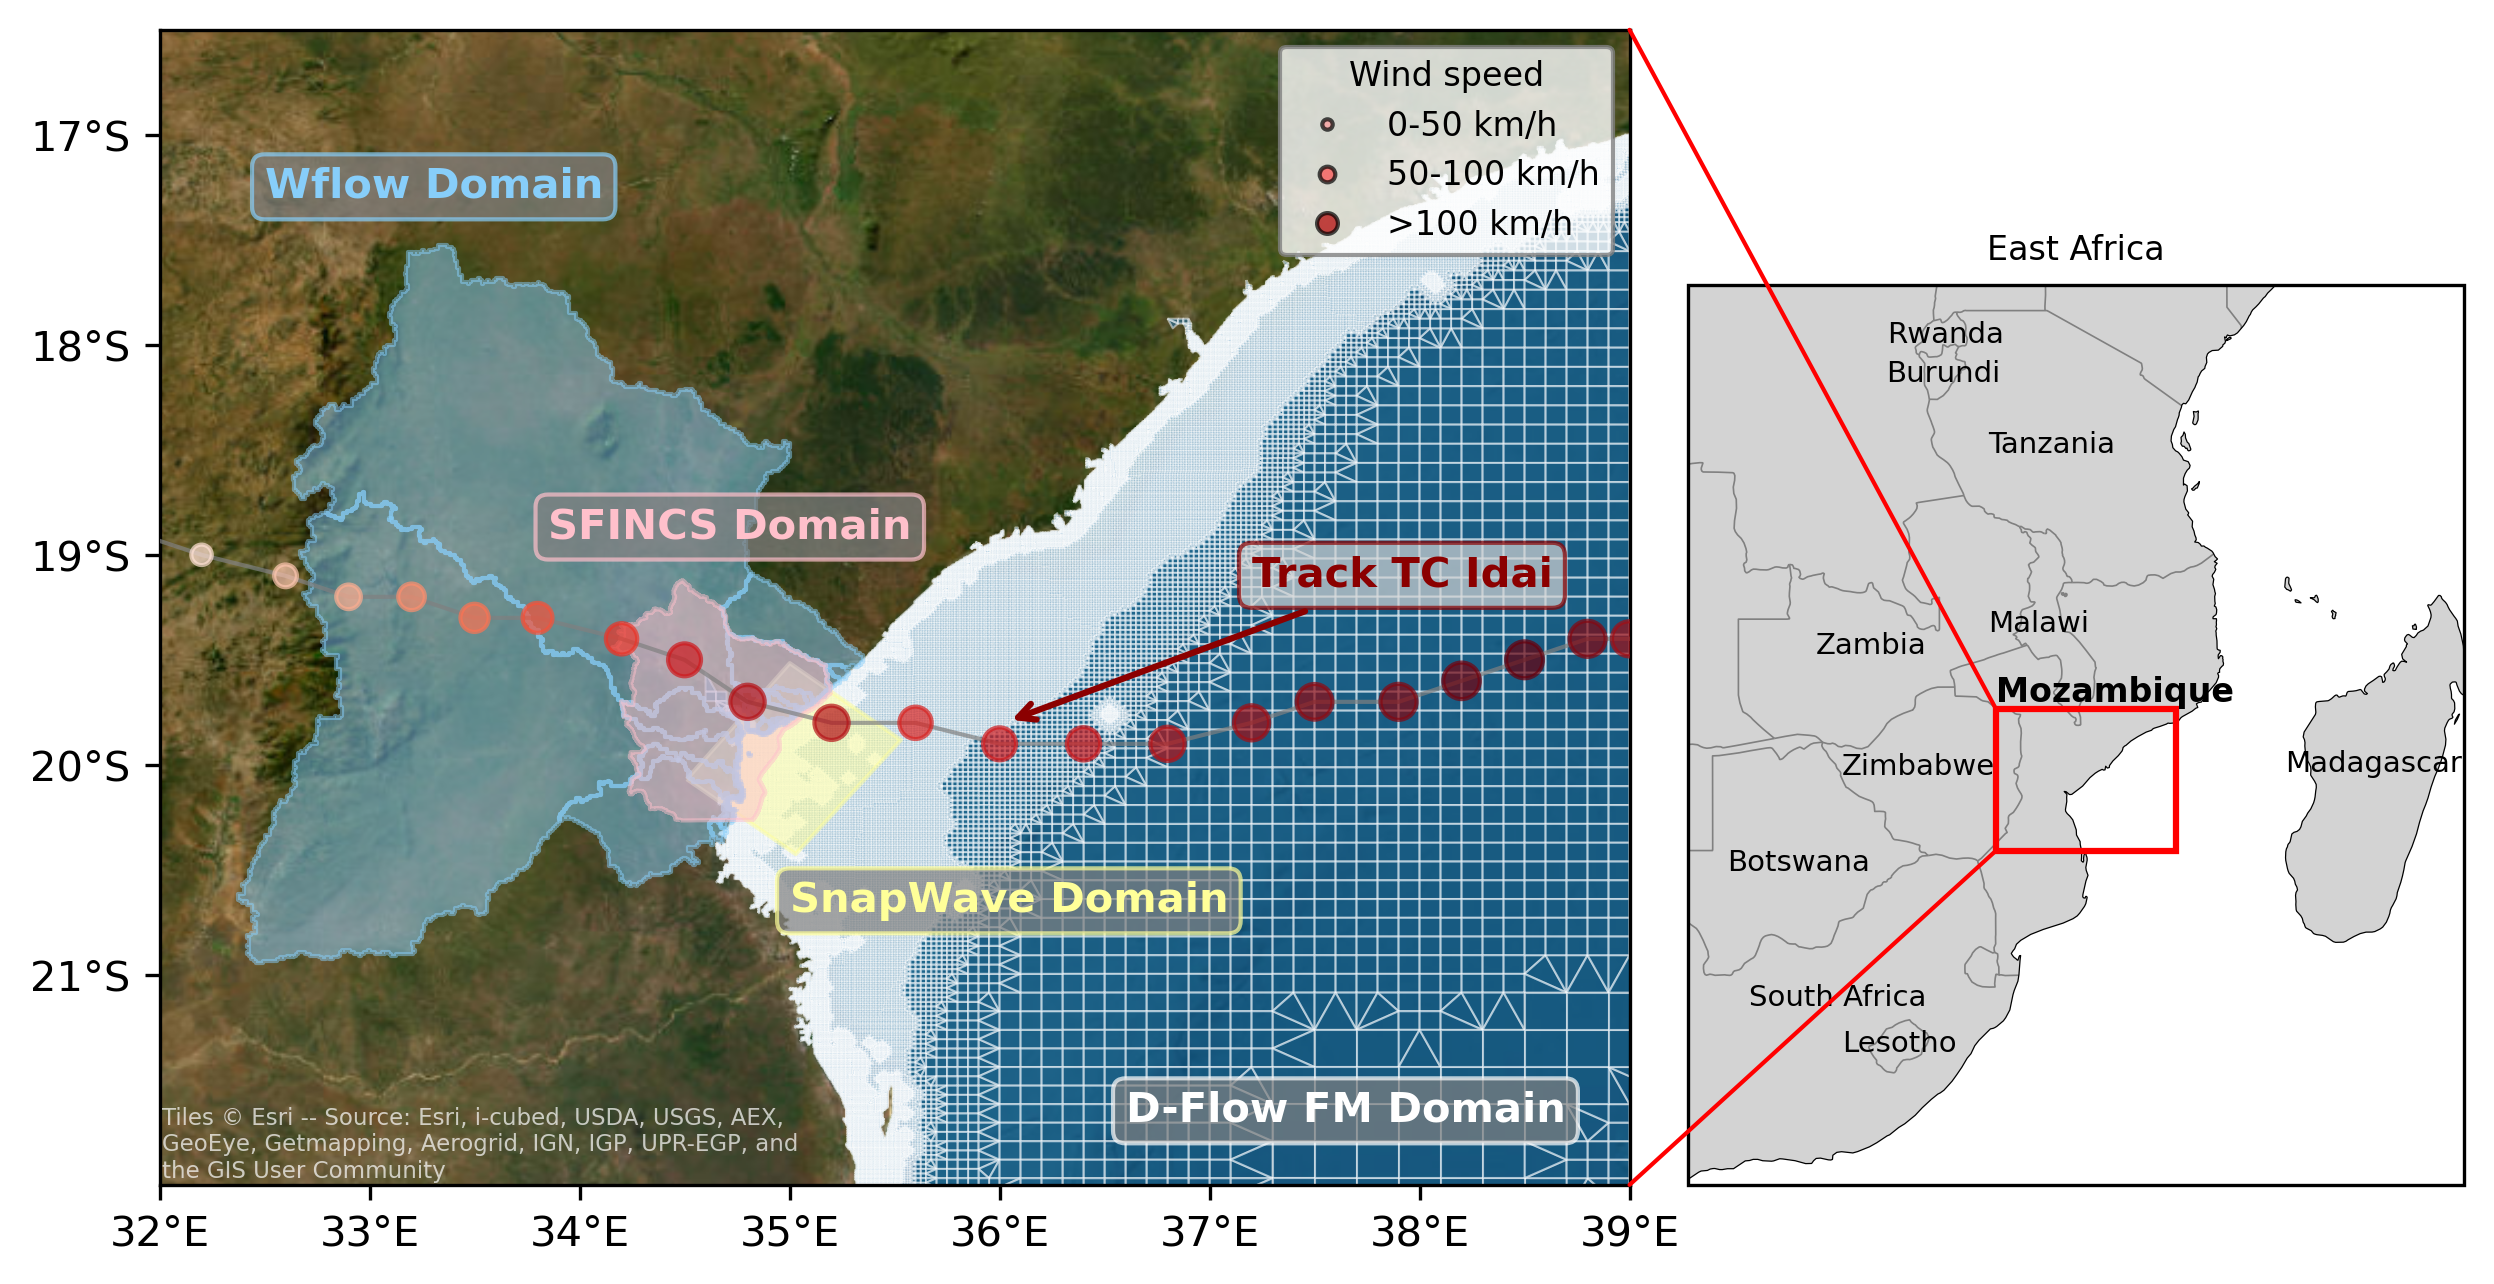 Wind speed
0-50 km/h
50-100 km/h
>100 km/h
17°S
18°S
19°S
20°S
21°S
Wflow Domain
SFINCS Domain
Track TC Idai
SnapWave Domain
D-Flow FM Domain
Tiles © Esri -- Source: Esri, i-cubed, USDA, USGS, AEX,
GeoEye, Getmapping, Aerogrid, IGN, IGP, UPR-EGP, and
the GIS User Community
32°E
33°E
34°E
35°E
36°E
37°E
38°E
39°E
East Africa
Rwanda
Burundi
Tanzania
Malawi
Zambia
Mozambique
Zimbabwe
Madagascar
Botswana
South Africa
Lesotho